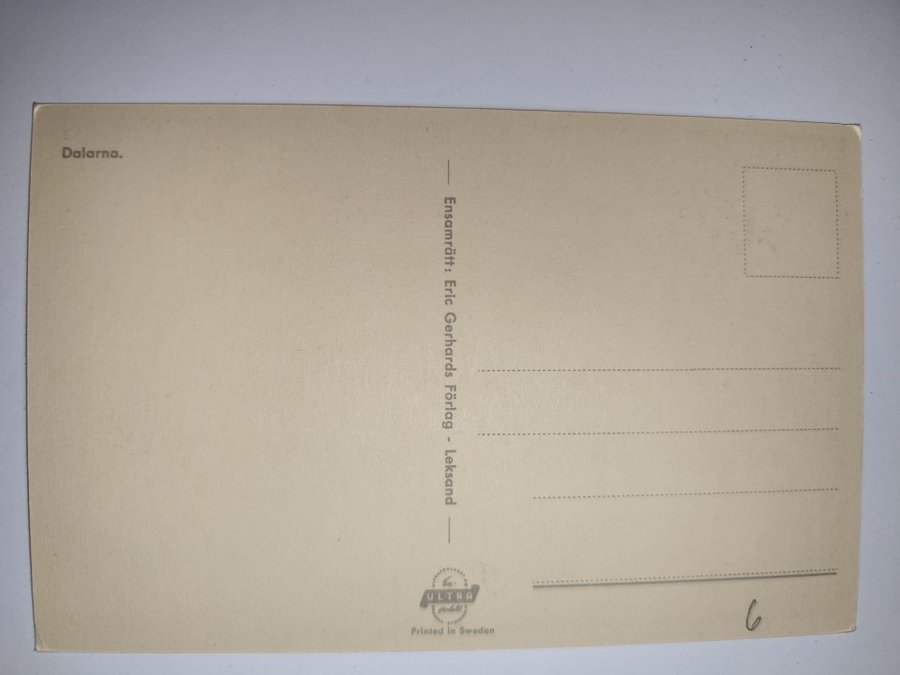 Dalarna.
Ensamrätt: Eric Gerhards Förlag - Leksand
ULTRA
Printed in Sweden
6